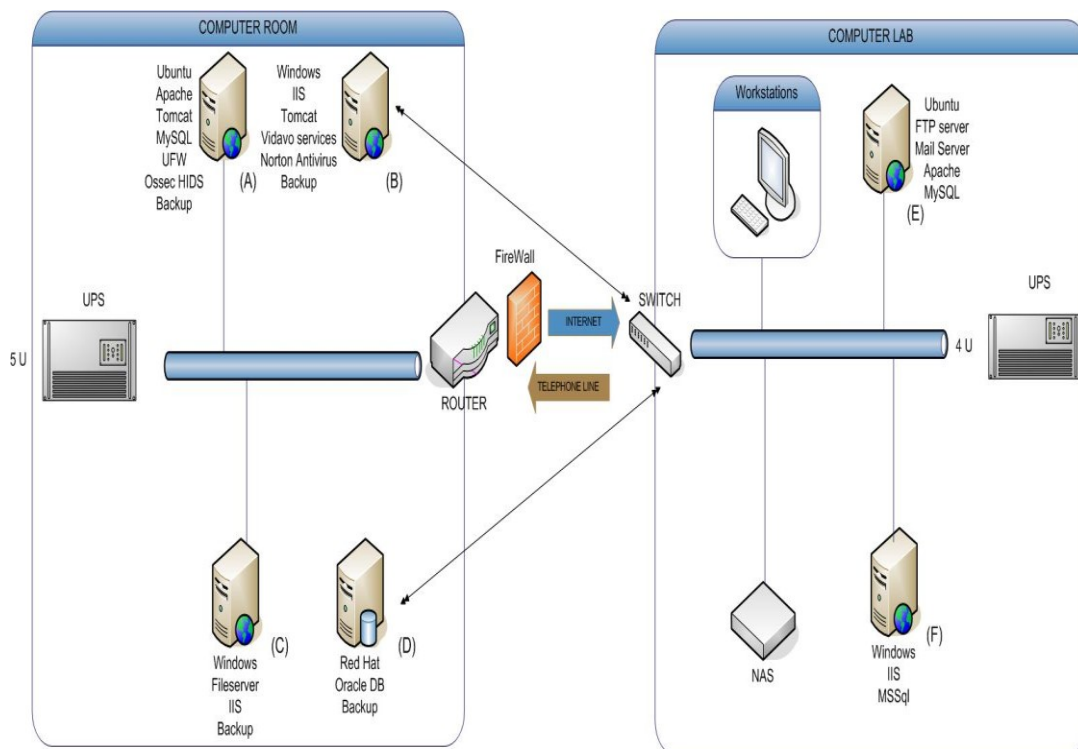 COMPUTER ROOM
Ubuntu
Apache
Tomcat
MySQL
UFW
Ossec HIDS
Backup
(A)
Windows
IIS
Tomcat
Vidavo services
Norton Antivirus
Backup
(B)
UPS
5 U
FireWall
ROUTER
INTERNET
TELEPHONE LINE
SWITCH
(C)
Windows
Fileserver
IIS
Backup
(D)
Red Hat
Oracle DB
Backup
COMPUTER LAB
Workstations
Ubuntu
FTP server
Mail Server
Apache
MySQL
(E)
UPS
4 U
NAS
(F)
Windows
IIS
MSSql